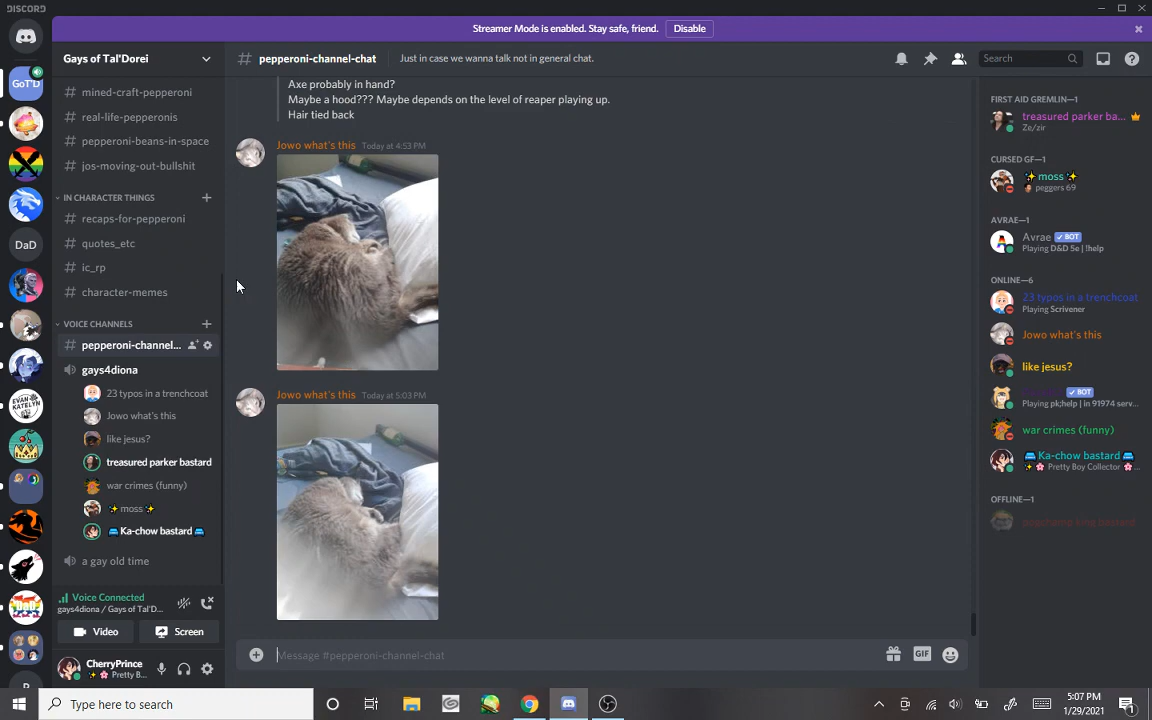 DISCORD
Streamer Mode is enabled. Stay safe, friend. Disable
Gays of Tal'Dorei
pepperoni-channel-chat
Just in case we wanna talk not in general chat.
Search
GoT'D
DaD
EVAN KATELYN
DaD
mined-craft-pepperoni
real-life-pepperonis
pepperoni-beans-in-space
jos-moving-out-bullshit
IN CHARACTER THINGS
recaps-for-pepperoni
quotes_etc
ic_rp
character-memes
VOICE CHANNELS
pepperoni-channel...
gays4diona
23 typos in a trenchcoat
Jowo what's this
like jesus?
treasured parker bastard
war crimes (funny)
✨ moss ✨
🚘 Ka-chow bastard 🚘
a gay old time
Voice Connected
gays4diona / Gays of Tal'D...
Video
Screen
CherryPrince
✨ 🌸 Pretty B...
Axe probably in hand?
Maybe a hood??? Maybe depends on the level of reaper playing up.
Hair tied back
Jowo what's this Today at 4:53 PM
Jowo what's this Today at 5:03 PM
Message #pepperoni-channel-chat
GIF
FIRST AID GREMLIN—1
treasured parker ba...
Ze/zir
CURSED GF—1
✨ moss ✨
peggers 69
AVRAE—1
Avrae ✓ BOT
Playing D&D 5e | !help
ONLINE—6
23 typos in a trenchcoat
Playing Scrivener
Jowo what's this
like jesus?
✓ BOT
Playing pk;help | in 91974 serv...
war crimes (funny)
🚘 Ka-chow bastard 🚘
✨ 🌸 Pretty Boy Collector 🌸 ...
OFFLINE—1
Type here to search
5:07 PM
1/29/2021
1